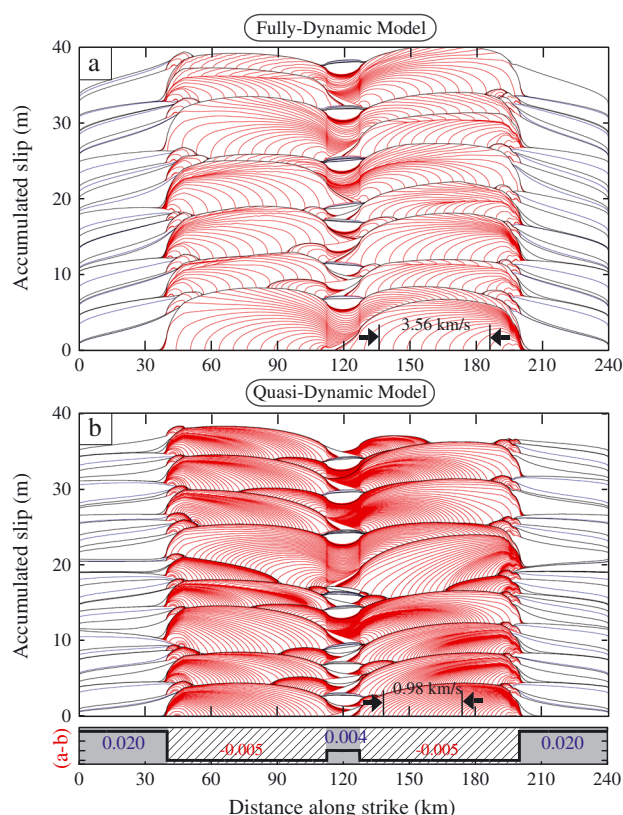 Fully-Dynamic Model
a
40
30
20
10
0
Accumulated slip (m)
3.56 km/s
0 30 60 90 120 150 180 210 240
Quasi-Dynamic Model
b
40
30
20
10
0
Accumulated slip (m)
0.98 km/s
(a-b)
0.020 -0.005 0.004 -0.005 0.020
0 30 60 90 120 150 180 210 240
Distance along strike (km)